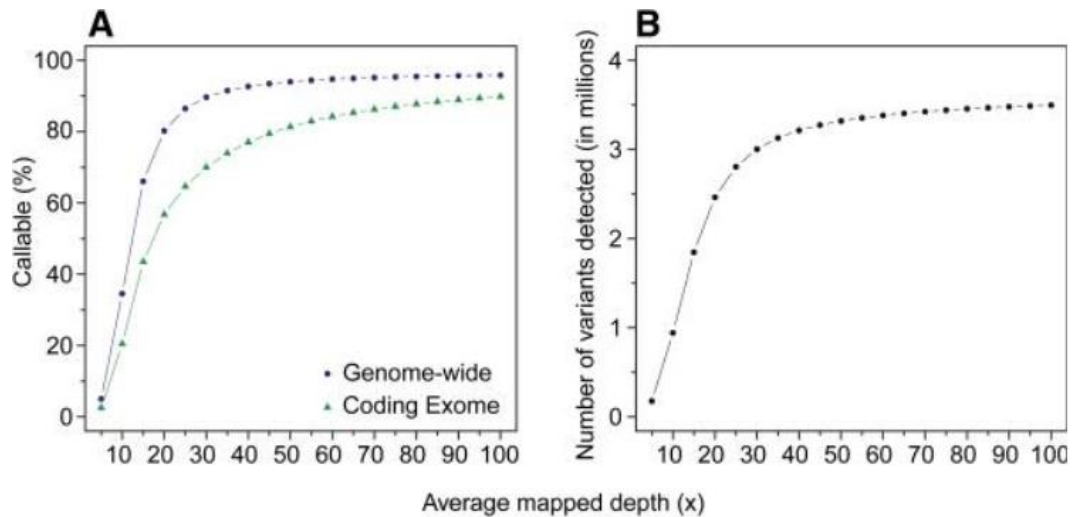 A
Callable (%)
100
80
60
40
20
0
Genome-wide
Coding Exome
10 20 30 40 50 60 70 80 90 100
B
Number of variants detected (in millions)
4
3
2
1
0
10 20 30 40 50 60 70 80 90 100
Average mapped depth (x)